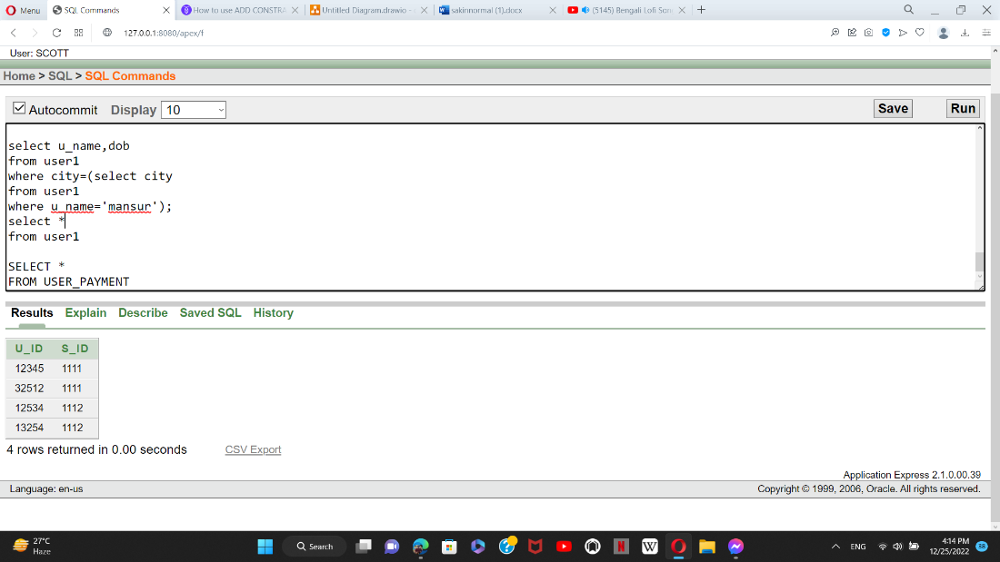 Menu
SQL Commands
How to use ADD CONSTRA
Untitled Diagram.drawio -
sakinnormal (1).docx
(5145) Bengali Lofi Son
127.0.0.1:8080/apex/f
User: SCOTT
Home > SQL > SQL Commands
Autocommit Display 10
Save
Run
select u_name,dob
from user1
where city=(select city
from user1
where u_name='mansur');
select *
from user1
SELECT *
FROM USER_PAYMENT
Results Explain Describe Saved SQL History
U_ID S_ID
12345 1111
32512 1111
12534 1112
13254 1112
4 rows returned in 0.00 seconds
CSV Export
Application Express 2.1.0.00.39
Language: en-us
Copyright © 1999, 2006, Oracle. All rights reserved.
27°C
Haze
Search
ENG
4:14 PM
12/25/2022
38